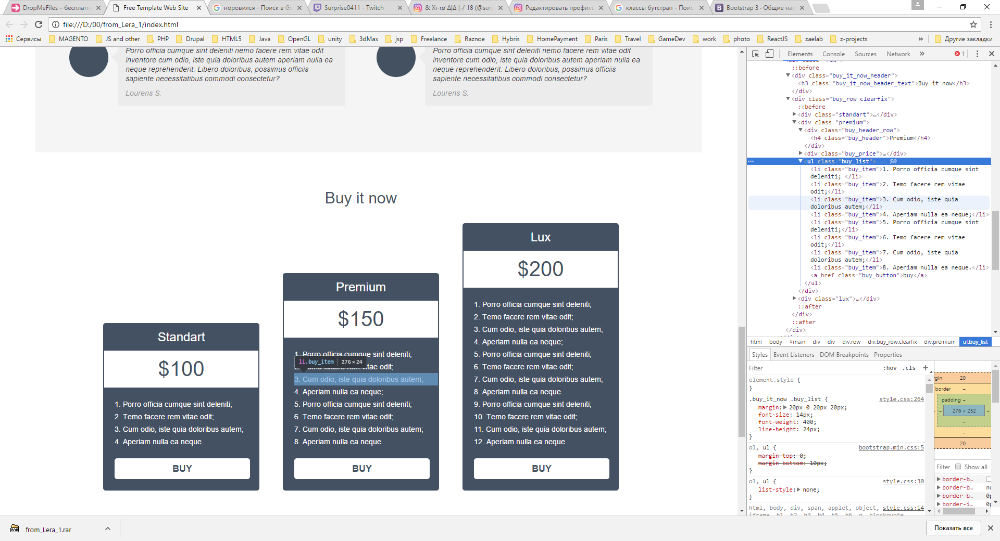 DropMeFiles – бесплатн
Free Template Web Site
норовился - Поиск в Go
Surprise0411 - Twitch
& Xï-rø Δ|Δ |-/ 18 (@surp
Редактировать профиль
классы бутстрап - Поис
Bootstrap 3 · Общие нас
file:///D:/00/from_Lera_1/index.html
Сервисы MAGENTO JS and other PHP Drupal HTML5 Java OpenGL unity 3dMax jsp Freelance Raznoe Hybris HomePayment Paris Travel GameDev work photo ReactJS zaelab z-projects » Другие закладки
Porro officia cumque sint deleniti nemo facere rem vitae odit
inventore cum odio, iste quia doloribus autem aperiam nulla ea
neque reprehenderit. Libero doloribus, possimus officiis
sapiente necessitatibus commodi consectetur?
Lourens S.
Porro officia cumque sint deleniti nemo facere rem vitae odit
inventore cum odio, iste quia doloribus autem aperiam nulla ea
neque reprehenderit. Libero doloribus, possimus officiis
sapiente necessitatibus commodi consectetur?
Lourens S.
Buy it now
Standart
$100
1. Porro officia cumque sint deleniti;
2. Temo facere rem vitae odit;
3. Cum odio, iste quia doloribus autem;
4. Aperiam nulla ea neque.
BUY
Premium
$150
1. Porro officia cumque sint deleniti;
li.buy_item | 276 × 24
vitae odit;
3. Cum odio, iste quia doloribus autem;
4. Aperiam nulla ea neque;
5. Porro officia cumque sint deleniti;
6. Temo facere rem vitae odit;
7. Cum odio, iste quia doloribus autem;
8. Aperiam nulla ea neque.
BUY
Lux
$200
1. Porro officia cumque sint deleniti;
2. Temo facere rem vitae odit;
3. Cum odio, iste quia doloribus autem;
4. Aperiam nulla ea neque;
5. Porro officia cumque sint deleniti;
6. Temo facere rem vitae odit;
7. Cum odio, iste quia doloribus autem;
8. Aperiam nulla ea neque
9. Porro officia cumque sint deleniti;
10. Temo facere rem vitae odit;
11. Cum odio, iste quia doloribus autem;
12. Aperiam nulla ea neque
BUY
Elements Console Sources Network » 1
::before
<div class="buy_it_now_header">
<h3 class="buy_it_now_header_text">Buy it now</h3>
</div>
<div class="buy_row clearfix">
::before
<div class="standart">…</div>
<div class="premium">
<div class="buy_header_row">
<h4 class="buy_header">Premium</h4>
</div>
<div class="buy_price">…</div>
<ul class="buy_list"> == $0
<li class="buy_item">1. Porro officia cumque sint
deleniti; </li>
<li class="buy_item">2. Temo facere rem vitae
odit;</li>
<li class="buy_item">3. Cum odio, iste quia
doloribus autem;</li>
<li class="buy_item">4. Aperiam nulla ea neque;</li>
<li class="buy_item">5. Porro officia cumque sint
deleniti;</li>
<li class="buy_item">6. Temo facere rem vitae
odit;</li>
<li class="buy_item">7. Cum odio, iste quia
doloribus autem;</li>
<li class="buy_item">8. Aperiam nulla ea neque.</li>
<a href class="buy_button">buy</a>
</ul>
</div>
<div class="lux">…</div>
::after
</div>
::after
</div>
html body #main div div div.row div.buy_row.clearfix div.premium ul.buy_list
Styles Event Listeners DOM Breakpoints Properties
Filter :hov .cls +
element.style {
}
.buy_it_now .buy_list { style.css:264
margin: 20px 0 20px 20px;
font-size: 14px;
font-weight: 400;
line-height: 24px;
}
ol, ul { bootstrap.min.css:5
margin-top: 0;
margin-bottom: 10px;
}
ol, ul { style.css:30
list-style: none;
}
html, body, div, span, applet, object, style.css:14
iframe, h1, h2, h3, h4, h5, h6, p, blockquote
rgin 20
border –
padding –
– 276 × 252 –
–
–
20
Filter Show all
border-b…
border-b… no
border-b… 0p
border-i… 0p
from_Lera_1.rar
Показать все